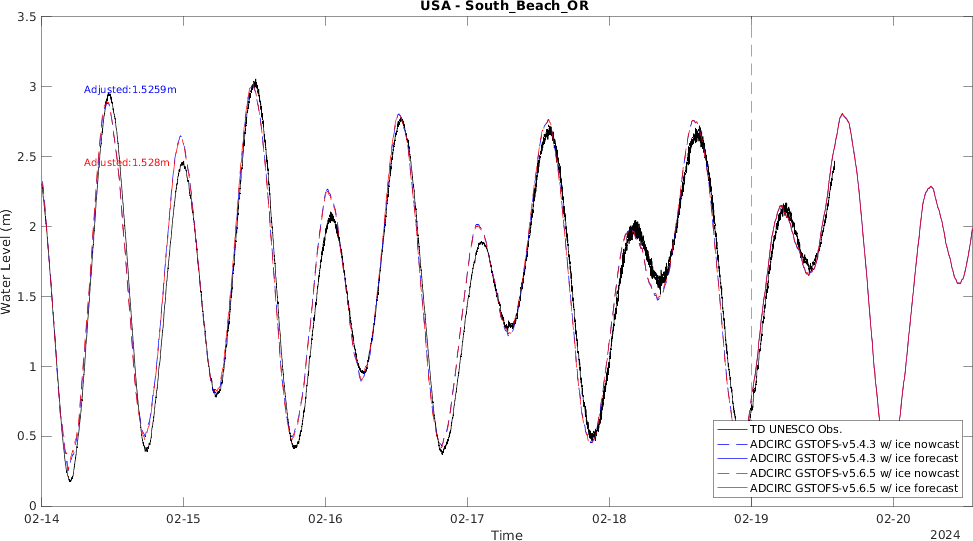 USA - South_Beach_OR
3.5
3
2.5
2
1.5
1
0.5
0
Water Level (m)
Adjusted:1.5259m
Adjusted:1.528m
TD UNESCO Obs.
ADCIRC GSTOFS-v5.4.3 w/ ice nowcast
ADCIRC GSTOFS-v5.4.3 w/ ice forecast
ADCIRC GSTOFS-v5.6.5 w/ ice nowcast
ADCIRC GSTOFS-v5.6.5 w/ ice forecast
02-14 02-15 02-16 02-17 02-18 02-19 02-20
Time
2024